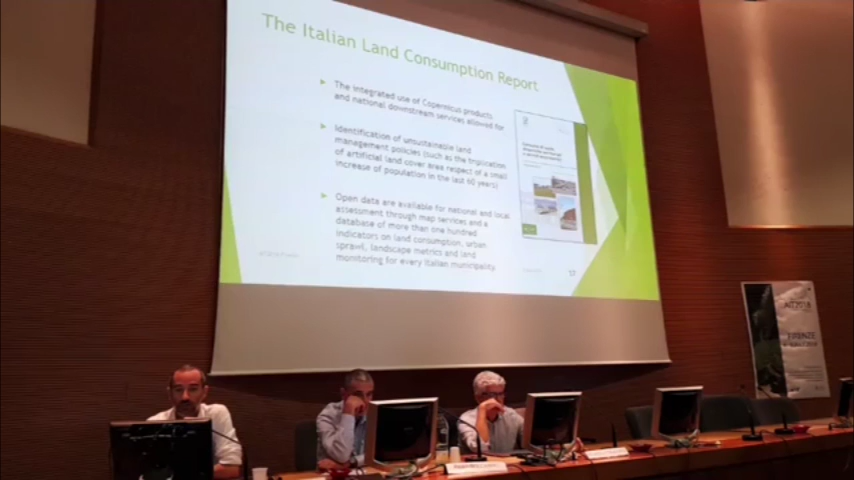 The Italian Land Consumption Report
The integrated use of Copernicus products
and national downstream services allowed for
Identification of unsustainable land
management policies (such as the triplication
of artificial land cover area respect of a small
increase of population in the last 60 years)
Open data are available for national and local
assessment through map services and a
database of more than one hundred
indicators on land consumption, urban
sprawl, landscape metrics and land
monitoring for every Italian municipality
AIT2018
FIRENZE